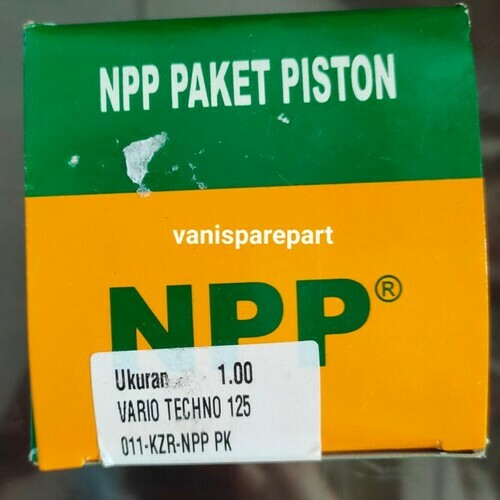 NPP PAKET PISTON
vanisparepart
NPP®
Ukuran 1.00
VARIO TECHNO 125
011-KZR-NPP PK